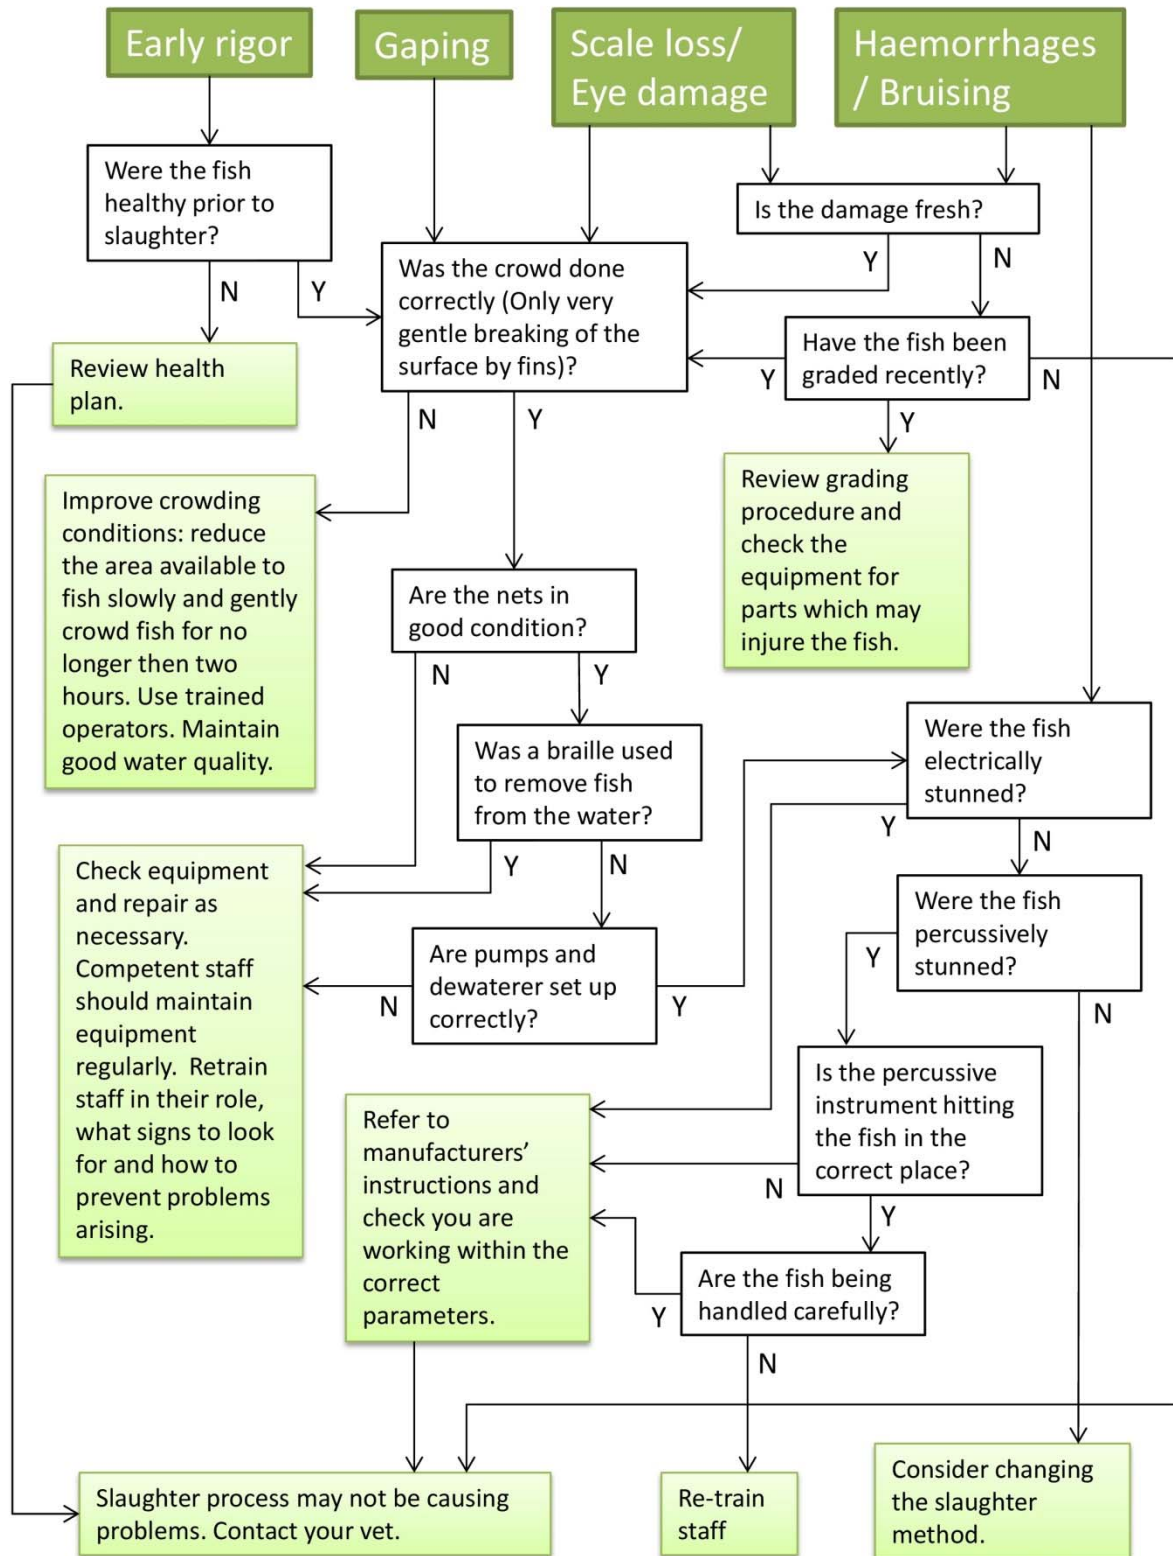 Early rigor
Gaping
Scale loss/
Eye damage
Haemorrhages
/ Bruising
Were the fish
healthy prior to
slaughter?
Is the damage fresh?
N
Y
Y
N
Was the crowd done
correctly (Only very
gentle breaking of the
surface by fins)?
Have the fish been
graded recently?
Y
N
Review health
plan.
N
Y
Y
Improve crowding
conditions: reduce
the area available to
fish slowly and gently
crowd fish for no
longer then two
hours. Use trained
operators. Maintain
good water quality.
Review grading
procedure and
check the
equipment for
parts which may
injure the fish.
Are the nets in
good condition?
N
Y
Was a braille used
to remove fish
from the water?
Were the fish
electrically
stunned?
Y
N
Y
N
Check equipment
and repair as
necessary.
Competent staff
should maintain
equipment
regularly. Retrain
staff in their role,
what signs to look
for and how to
prevent problems
arising.
Were the fish
percussively
stunned?
Y
N
Are pumps and
dewaterer set up
correctly?
N
Y
Is the percussive
instrument hitting
the fish in the
correct place?
N
Y
Refer to
manufacturers’
instructions and
check you are
working within the
correct
parameters.
Are the fish being
handled carefully?
Y
N
Slaughter process may not be causing
problems. Contact your vet.
Re-train
staff
Consider changing
the slaughter
method.